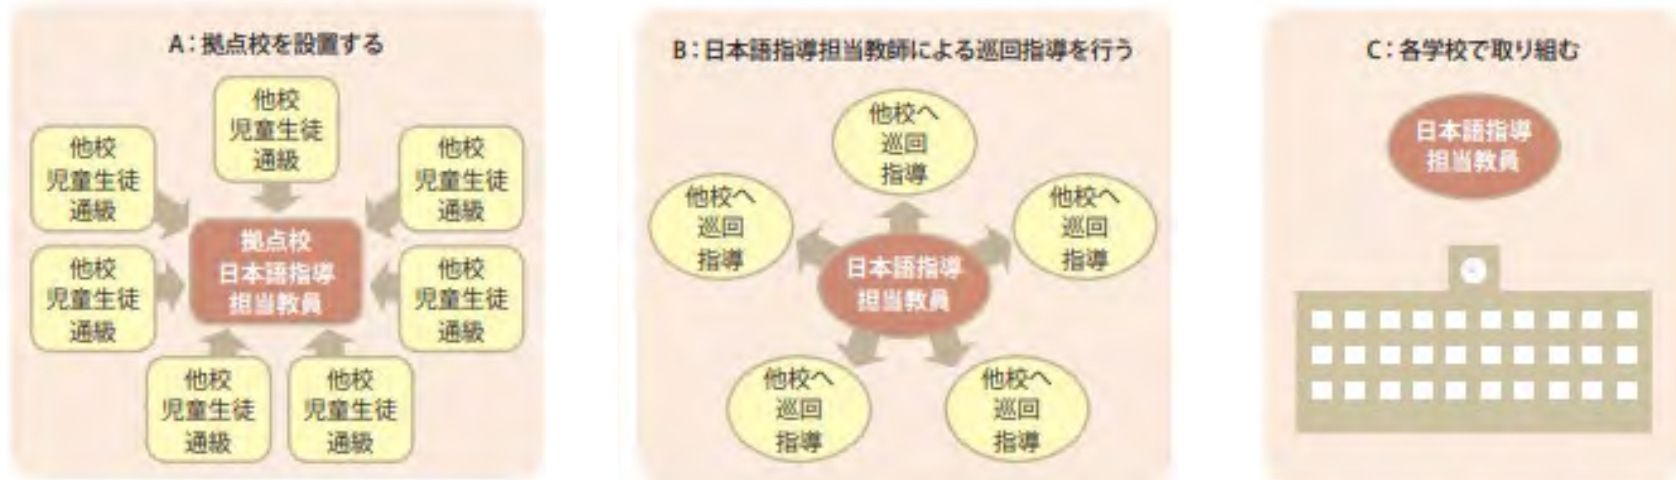 A：拠点校を設置する
他校
児童生徒
通級
他校
児童生徒
通級
他校
児童生徒
通級
拠点校
日本語指導
担当教員
他校
児童生徒
通級
他校
児童生徒
通級
他校
児童生徒
通級
他校
児童生徒
通級
B：日本語指導担当教師による巡回指導を行う
他校へ
巡回
指導
他校へ
巡回
指導
他校へ
巡回
指導
日本語指導
担当教員
他校へ
巡回
指導
他校へ
巡回
指導
C：各学校で取り組む
日本語指導
担当教員